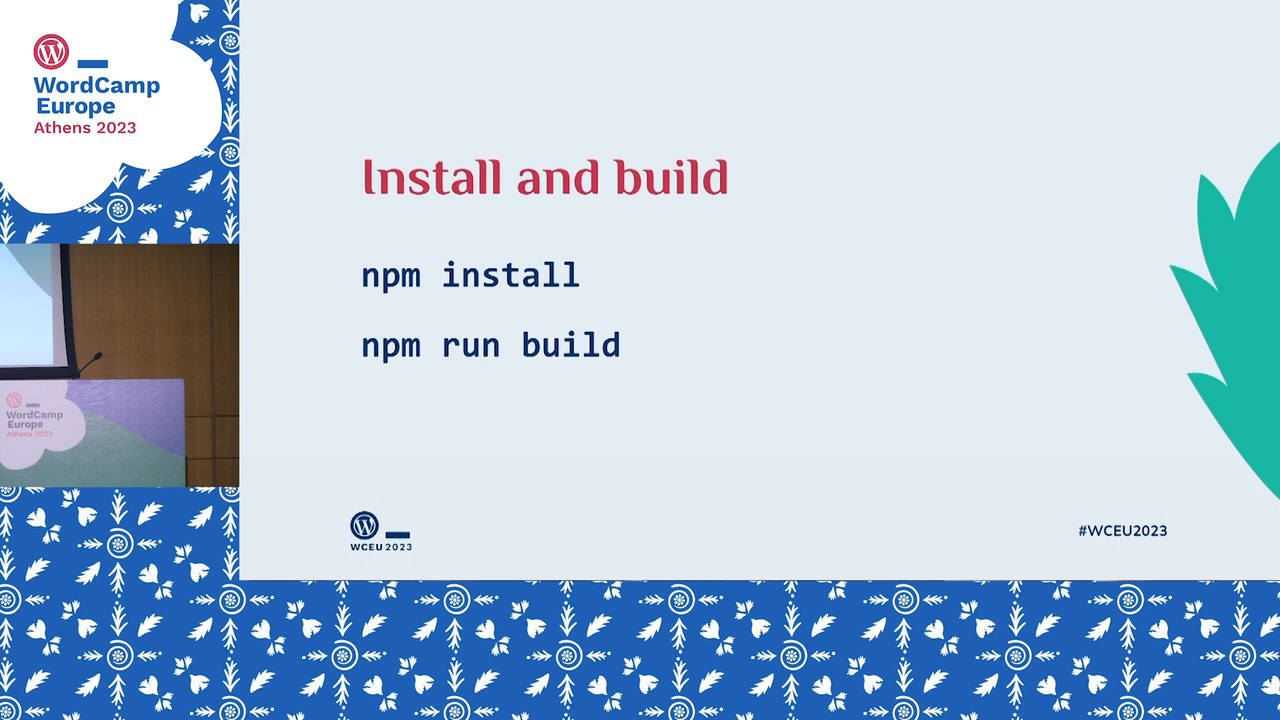 WordCamp
Europe
Athens 2023
Install and build
npm install
npm run build
WordCamp
Europe
Athens 2023
WCEU 2023
#WCEU2023